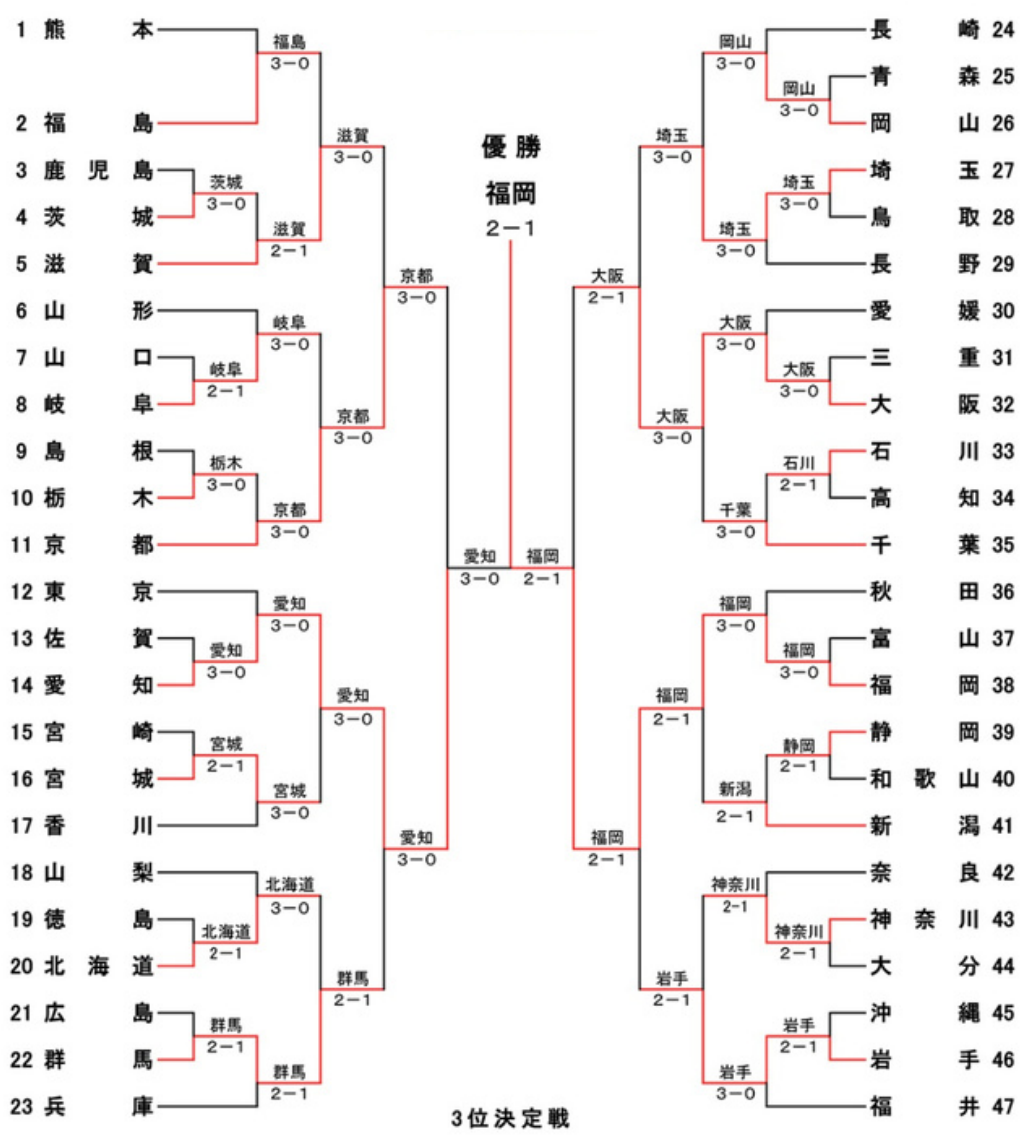 1 熊本
2 福島
3 鹿児島
4 茨城
5 滋賀
6 山形
7 山口
8 岐阜
9 島根
10 栃木
11 京都
12 東京
13 佐賀
14 愛知
15 宮崎
16 宮城
17 香川
18 山梨
19 徳島
20 北海道
21 広島
22 群馬
23 兵庫
茨城
3−0
岐阜
2−1
栃木
3−0
愛知
3−0
宮城
2−1
北海道
2−1
群馬
2−1
福島
3−0
滋賀
2−1
岐阜
3−0
京都
3−0
愛知
3−0
宮城
3−0
北海道
3−0
群馬
2−1
滋賀
3−0
京都
3−0
愛知
3−0
群馬
2−1
京都
3−0
愛知
3−0
愛知
3−0
優勝
福岡
2−1
福岡
2−1
大阪
2−1
福岡
2−1
埼玉
3−0
大阪
3−0
福岡
2−1
岩手
2−1
岡山
3−0
埼玉
3−0
大阪
3−0
千葉
3−0
福岡
3−0
新潟
2−1
神奈川
2-1
岩手
3−0
岡山
3−0
埼玉
3−0
大阪
3−0
石川
2−1
福岡
3−0
静岡
2−1
神奈川
2−1
岩手
2−1
長崎 24
青森 25
岡山 26
埼玉 27
鳥取 28
長野 29
愛媛 30
三重 31
大阪 32
石川 33
高知 34
千葉 35
秋田 36
富山 37
福岡 38
静岡 39
和歌山 40
新潟 41
奈良 42
神奈川 43
大分 44
沖縄 45
岩手 46
福井 47
3位決定戦